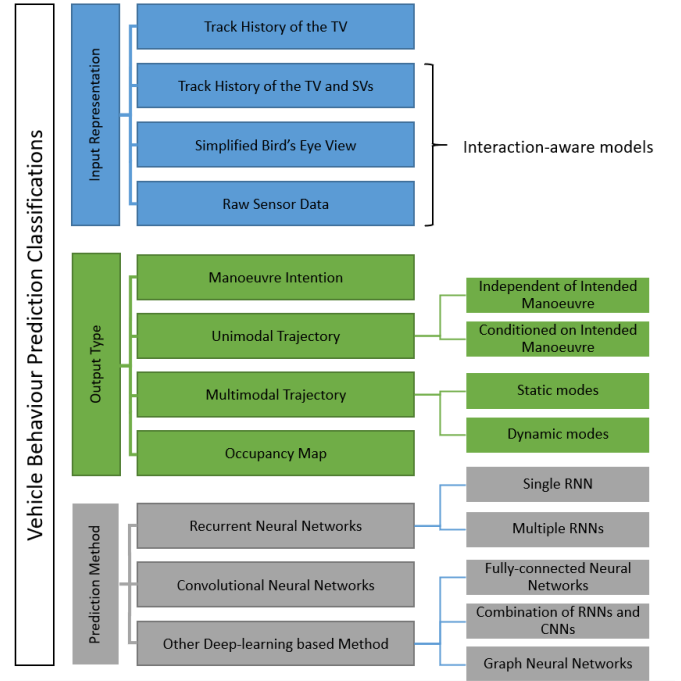 Vehicle Behaviour Prediction Classifications
Input Representation
Track History of the TV
Track History of the TV and SVs
Simplified Bird's Eye View
Raw Sensor Data
Interaction-aware models
Output Type
Manoeuvre Intention
Unimodal Trajectory
Independent of Intended
Manoeuvre
Conditioned on Intended
Manoeuvre
Multimodal Trajectory
Static modes
Dynamic modes
Occupancy Map
Prediction Method
Recurrent Neural Networks
Single RNN
Multiple RNNs
Convolutional Neural Networks
Other Deep-learning based Method
Fully-connected Neural
Networks
Combination of RNNs and
CNNs
Graph Neural Networks